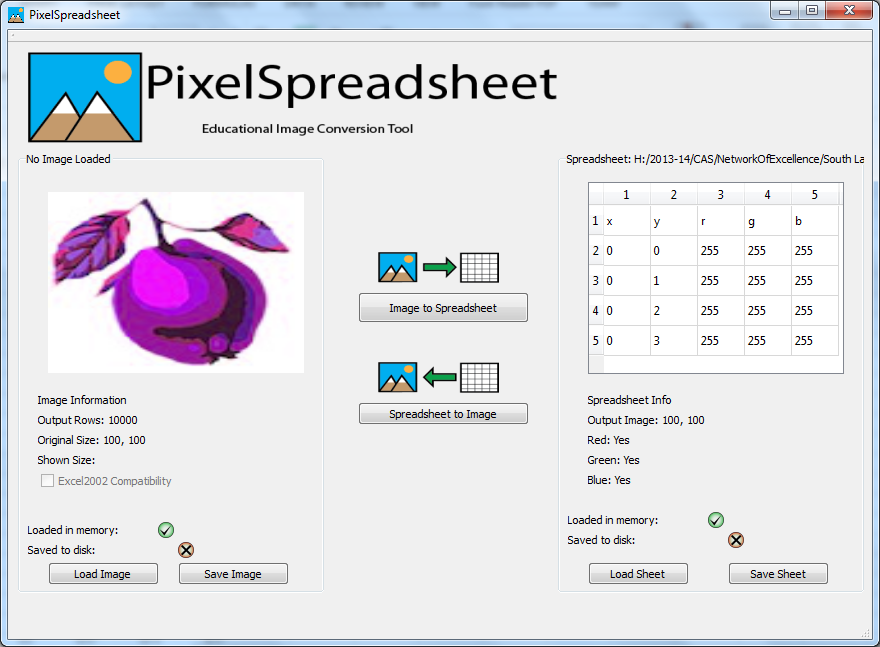 PixelSpreadsheet
PixelSpreadsheet
Educational Image Conversion Tool
No Image Loaded
Image Information
Output Rows: 10000
Original Size: 100, 100
Shown Size:
Excel2002 Compatibility
Loaded in memory:
Saved to disk:
Load Image Save Image
Image to Spreadsheet
Spreadsheet to Image
Spreadsheet: H:/2013-14/CAS/NetworkOfExcellence/South La
1 2 3 4 5
1 x y r g b
2 0 0 255 255 255
3 0 1 255 255 255
4 0 2 255 255 255
5 0 3 255 255 255
Spreadsheet Info
Output Image: 100, 100
Red: Yes
Green: Yes
Blue: Yes
Loaded in memory:
Saved to disk:
Load Sheet Save Sheet